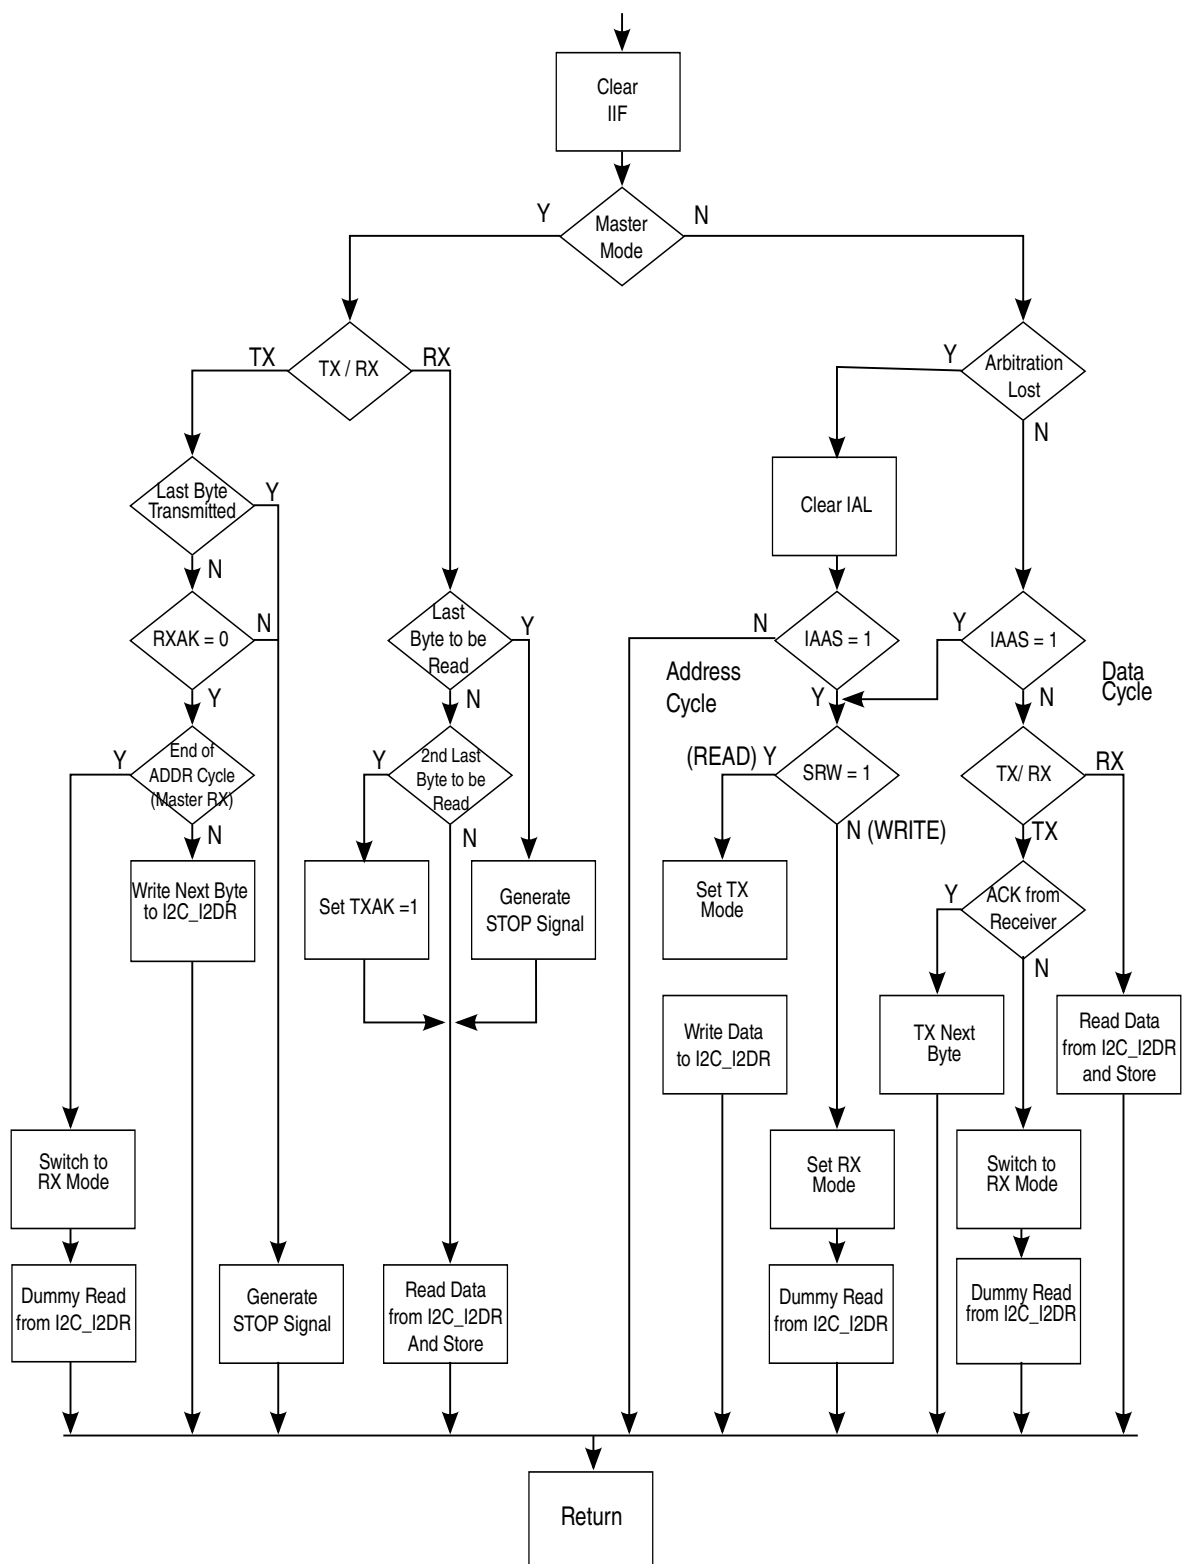 Clear
IIF
Y
Master
Mode
N
TX
TX / RX
RX
Y
Arbitration
Lost
N
Last Byte
Transmitted
Y
N
Clear IAL
RXAK = 0
N
Y
Last
Byte to be
Read
Y
N
N
IAAS = 1
Y
Y
IAAS = 1
N
Address
Cycle
Data
Cycle
Y
End of
ADDR Cycle
(Master RX)
N
Y
2nd Last
Byte to be
Read
N
(READ) Y
SRW = 1
N (WRITE)
TX/ RX
RX
TX
Write Next Byte
to I2C_I2DR
Set TXAK =1
Generate
STOP Signal
Set TX
Mode
Y
ACK from
Receiver
N
Write Data
to I2C_I2DR
TX Next
Byte
Read Data
from I2C_I2DR
and Store
Switch to
RX Mode
Set RX
Mode
Switch to
RX Mode
Dummy Read
from I2C_I2DR
Generate
STOP Signal
Read Data
from I2C_I2DR
And Store
Dummy Read
from I2C_I2DR
Dummy Read
from I2C_I2DR
Return